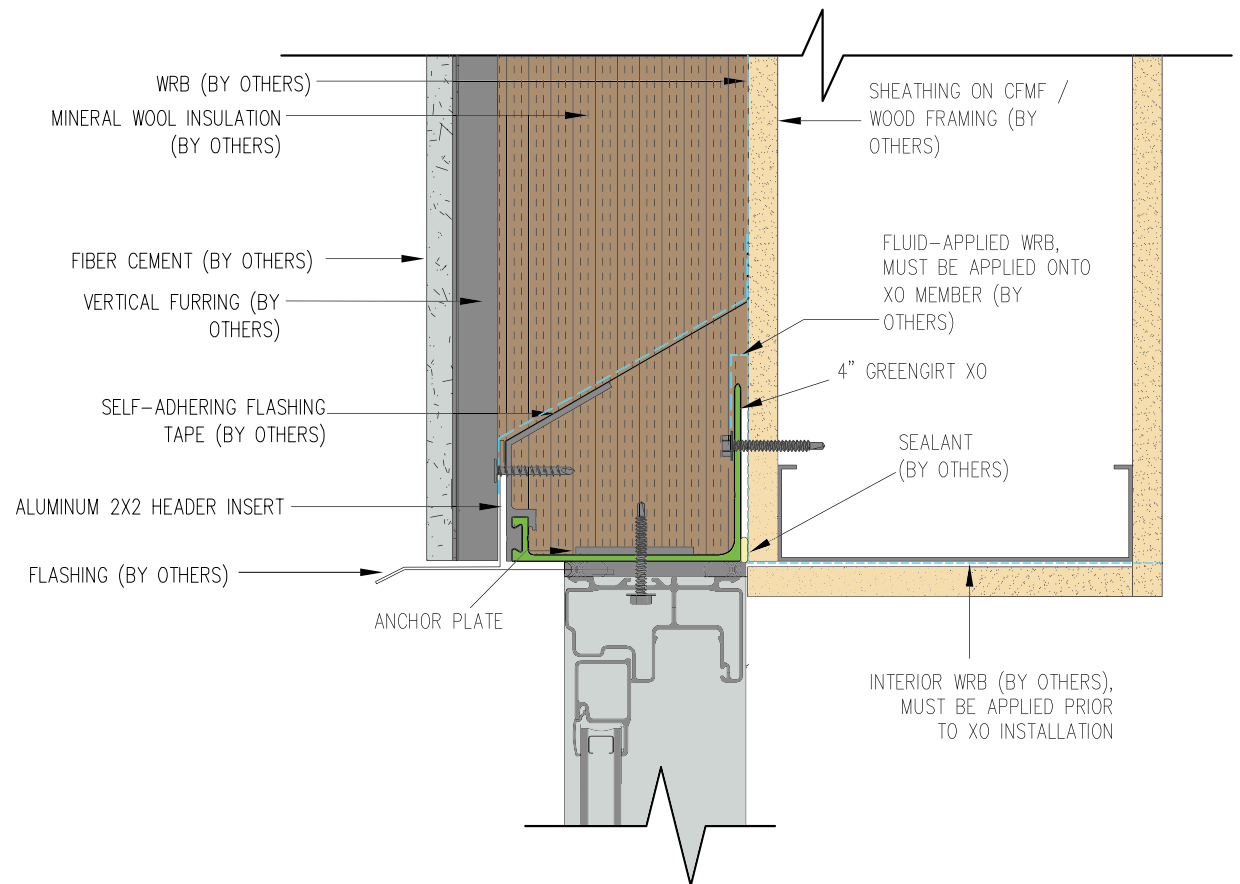 WRB (BY OTHERS)
MINERAL WOOL INSULATION
(BY OTHERS)
FIBER CEMENT (BY OTHERS)
VERTICAL FURRING (BY
OTHERS)
SELF-ADHERING FLASHING
TAPE (BY OTHERS)
ALUMINUM 2X2 HEADER INSERT
FLASHING (BY OTHERS)
ANCHOR PLATE
SHEATHING ON CFMF /
WOOD FRAMING (BY
OTHERS)
FLUID-APPLIED WRB,
MUST BE APPLIED ONTO
XO MEMBER (BY
OTHERS)
4" GREENGIRT XO
SEALANT
(BY OTHERS)
INTERIOR WRB (BY OTHERS),
MUST BE APPLIED PRIOR
TO XO INSTALLATION